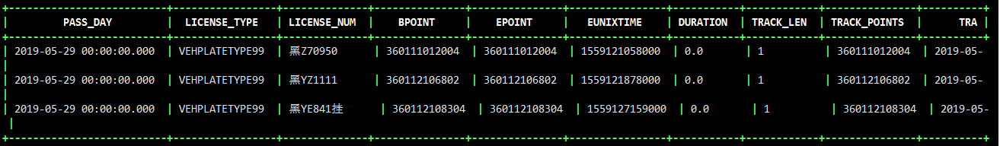 | PASS_DAY | LICENSE_TYPE | LICENSE_NUM | BPOINT | EPOINT | EUNIXTIME | DURATION | TRACK_LEN | TRACK_POINTS | TRA |
| 2019-05-29 00:00:00.000 | VEHPLATETYPE99 | 黑Z70950 | 360111012004 | 360111012004 | 1559121058000 | 0.0 | 1 | 360111012004 | 2019-05-
|
| 2019-05-29 00:00:00.000 | VEHPLATETYPE99 | 黑YZ1111 | 360112106802 | 360112106802 | 1559121878000 | 0.0 | 1 | 360112106802 | 2019-05-
|
| 2019-05-29 00:00:00.000 | VEHPLATETYPE99 | 黑YE841挂 | 360112108304 | 360112108304 | 1559127159000 | 0.0 | 1 | 360112108304 | 2019-05-
|